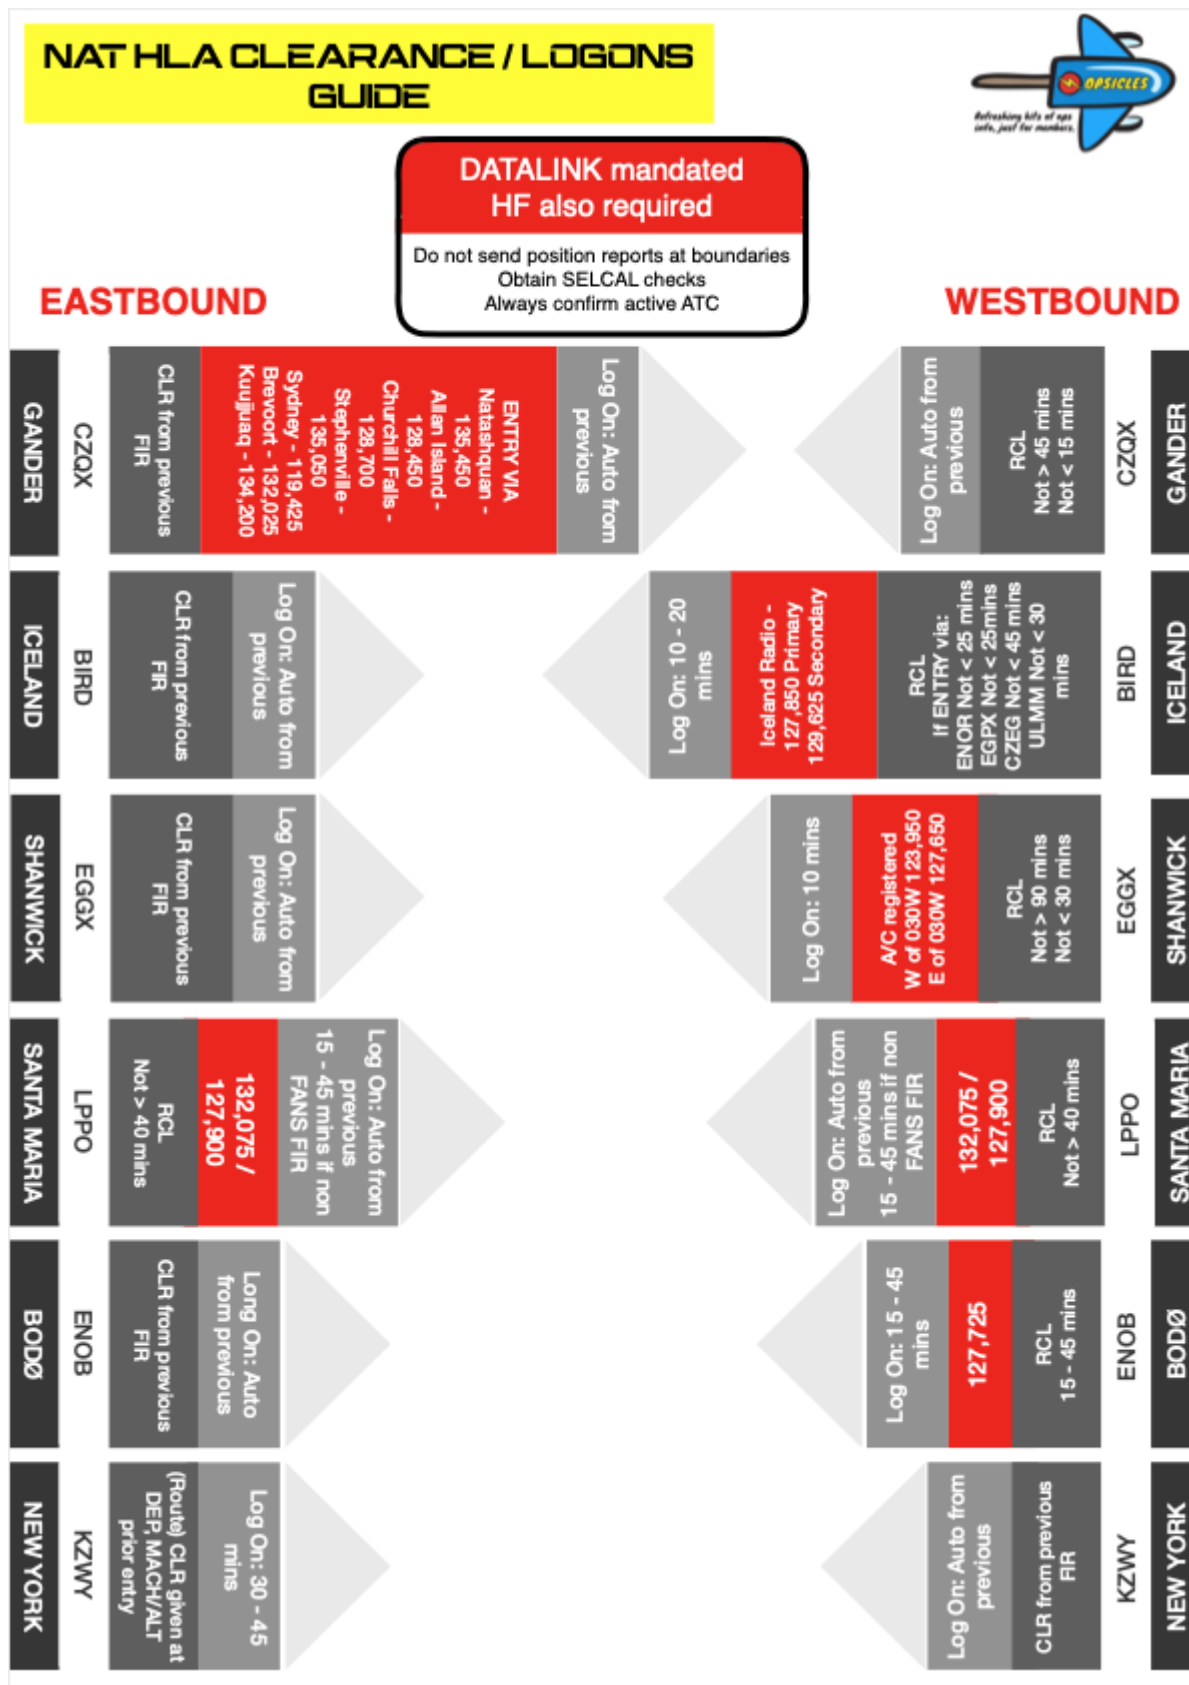 NAT HLA CLEARANCE / LOGONS
GUIDE
OPSICLES
Refreshing bits of ops
info, just for members.
DATALINK mandated
HF also required
Do not send position reports at boundaries
Obtain SELCAL checks
Always confirm active ATC
EASTBOUND
WESTBOUND
GANDER
CZQX
CLR from previous
FIR
ENTRY VIA
Natashquan -
135,450
Allan Island -
128,450
Churchill Falls -
128,700
Stephenville -
135,050
Sydney - 119,425
Brevoort - 132,025
Kuujjuaq - 134,200
Log On: Auto from
previous
Log On: Auto from
previous
RCL
Not > 45 mins
Not < 15 mins
CZQX
GANDER
ICELAND
BIRD
CLR from previous
FIR
Log On: Auto from
previous
Log On: 10 - 20
mins
Iceland Radio -
127,850 Primary
129,625 Secondary
RCL
If ENTRY via:
ENOR Not < 25 mins
EGPX Not < 25mins
CZEG Not < 45 mins
ULMM Not < 30
mins
BIRD
ICELAND
SHANWICK
EGGX
CLR from previous
FIR
Log On: Auto from
previous
Log On: 10 mins
A/C registered
W of 030W 123,950
E of 030W 127,650
RCL
Not > 90 mins
Not < 30 mins
EGGX
SHANWICK
SANTA MARIA
LPPO
RCL
Not > 40 mins
132,075 /
127,900
Log On: Auto from
previous
15 - 45 mins if non
FANS FIR
Log On: Auto from
previous
15 - 45 mins if non
FANS FIR
132,075 /
127,900
RCL
Not > 40 mins
LPPO
SANTA MARIA
BODØ
ENOB
CLR from previous
FIR
Long On: Auto
from previous
Log On: 15 - 45
mins
127,725
RCL
15 - 45 mins
ENOB
BODØ
NEW YORK
KZWY
(Route) CLR given at
DEP, MACH/ALT
prior entry
Log On: 30 - 45
mins
Log On: Auto from
previous
CLR from previous
FIR
KZWY
NEW YORK